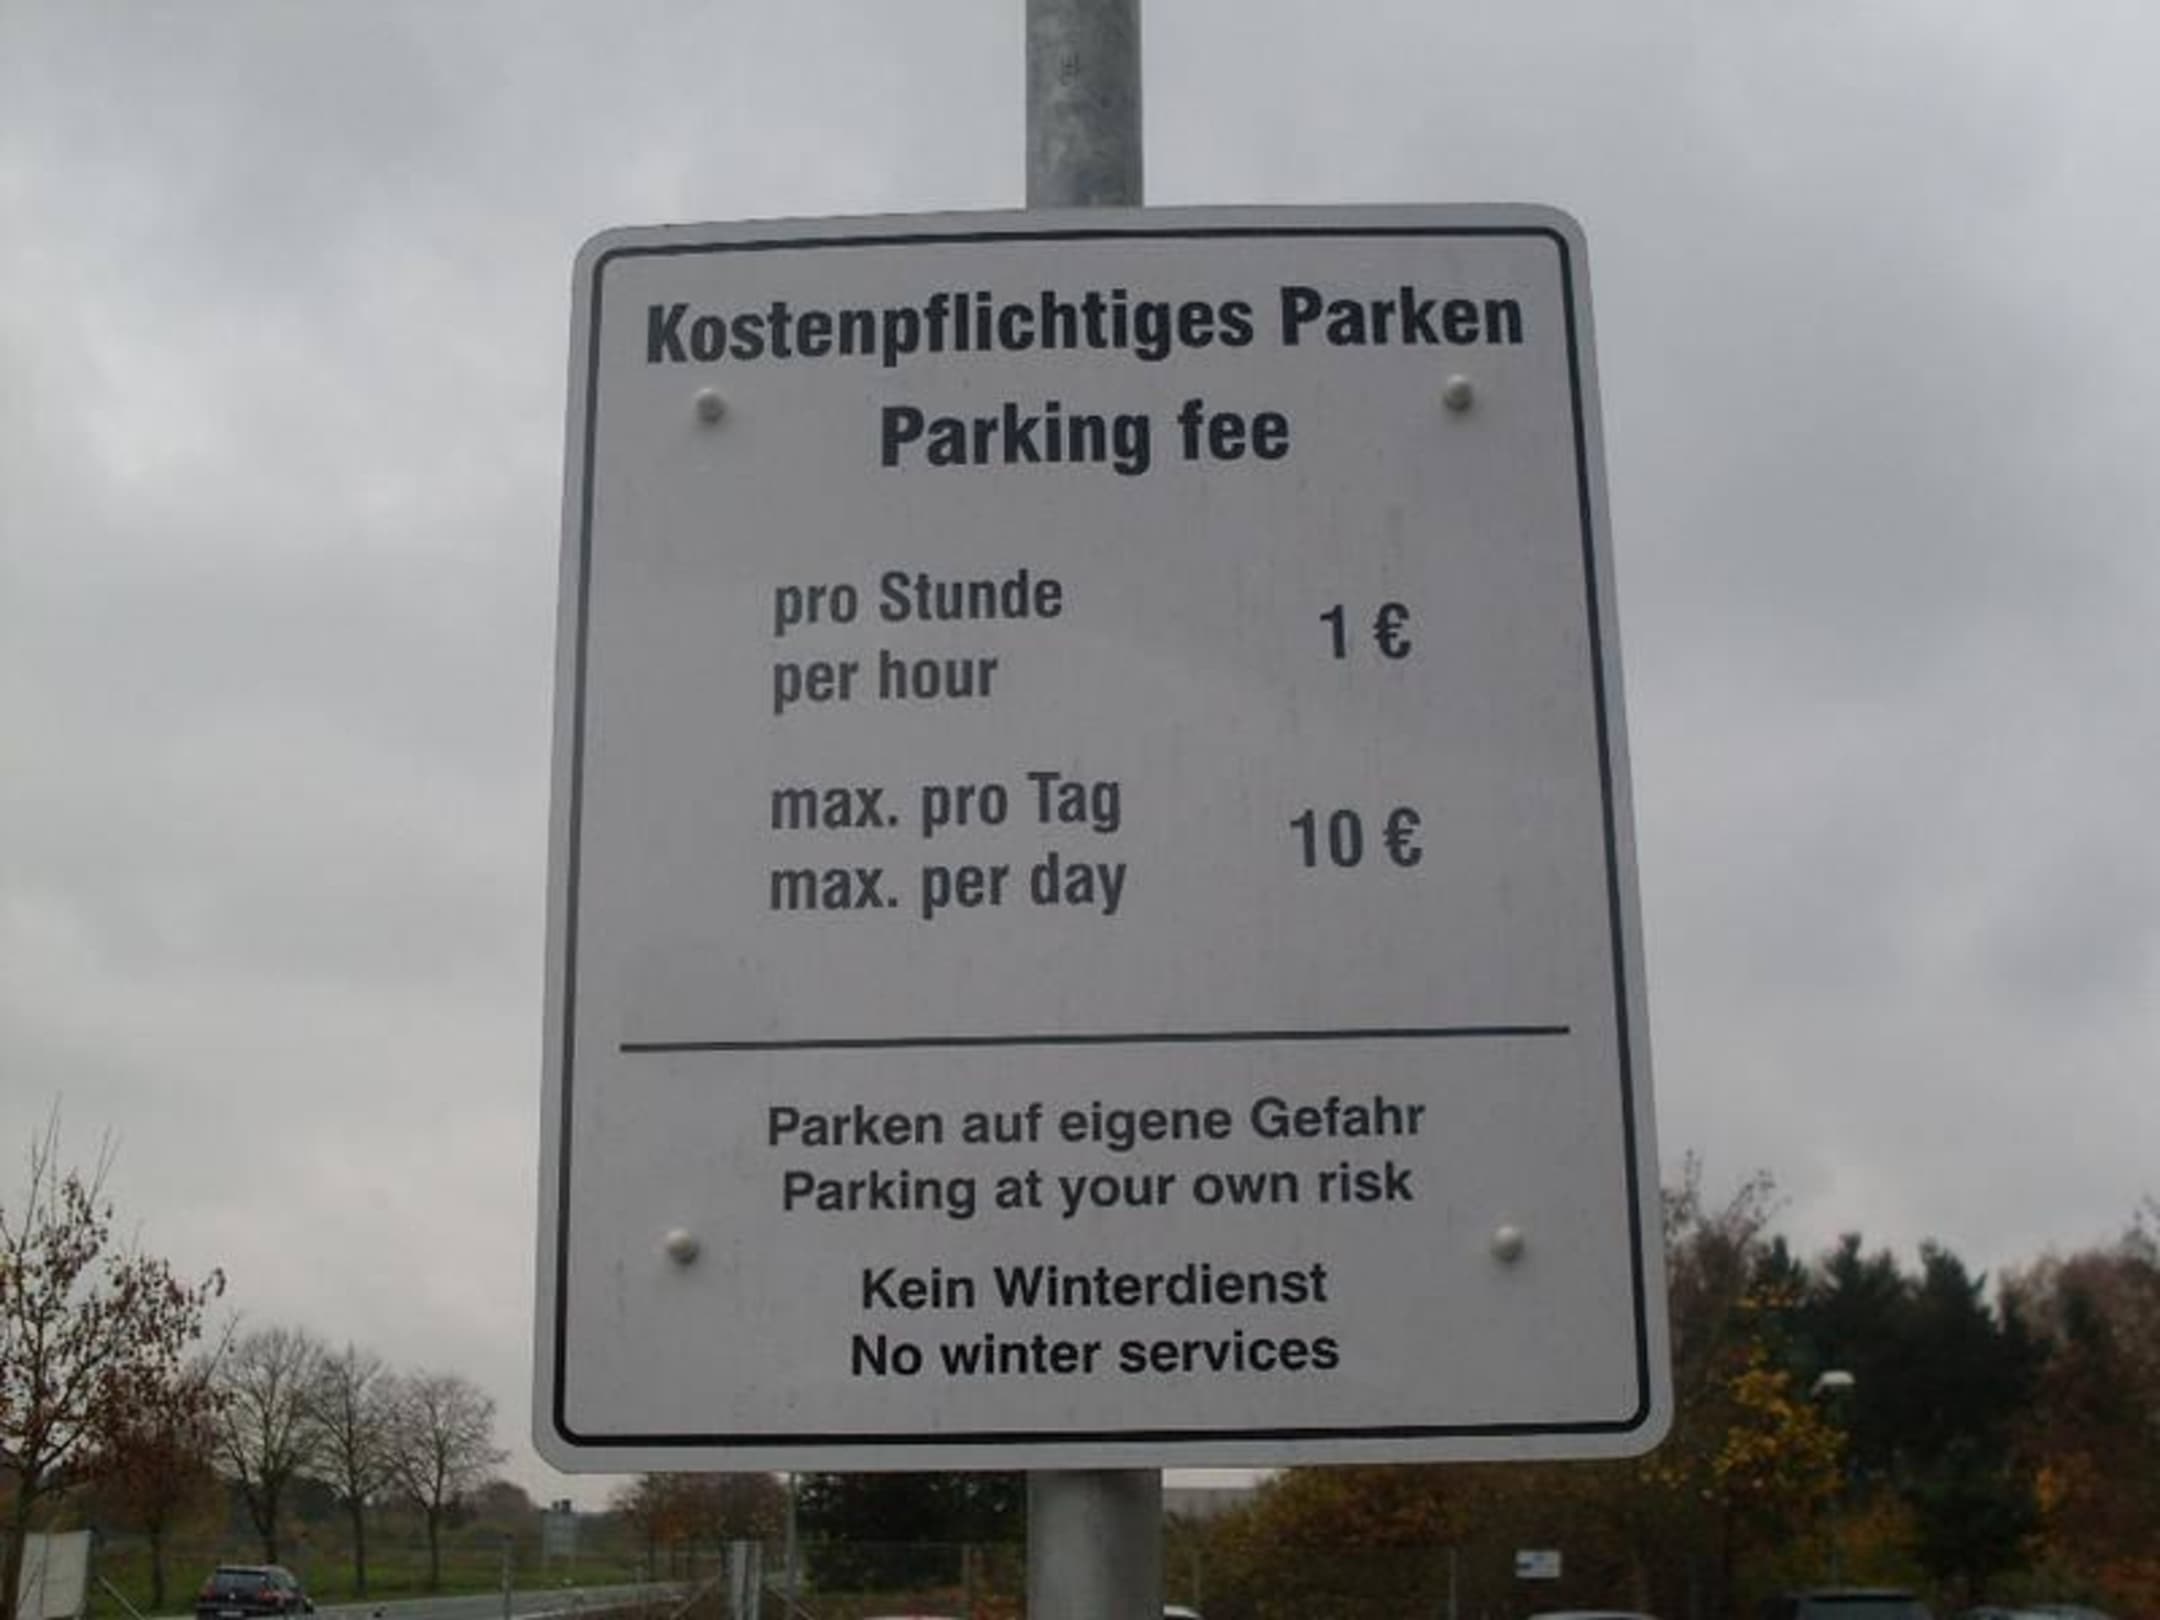 Kostenpflichtiges Parken
Parking fee
pro Stunde
per hour
1 €
max. pro Tag
max. per day
10 €
Parken auf eigene Gefahr
Parking at your own risk
Kein Winterdienst
No winter services